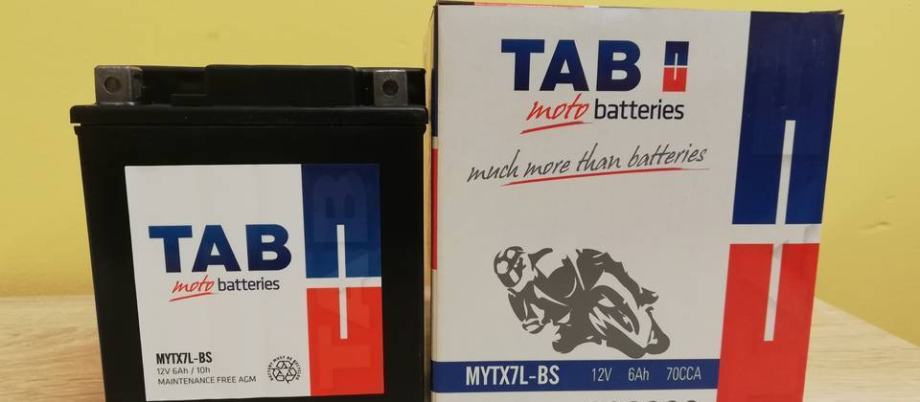 TAB
moto batteries
MYTX7L-BS
12V 6Ah / 10h
MAINTENANCE FREE AGM
TAB
moto batteries
much more than batteries
MYTX7L-BS 12V 6Ah 70CCA